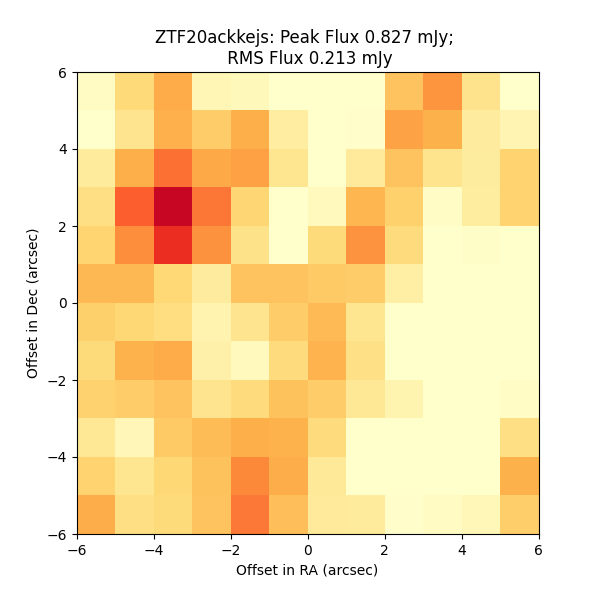 ZTF20ackkejs: Peak Flux 0.827 mJy;
RMS Flux 0.213 mJy
6
4
2
0
−2
−4
−6
Offset in Dec (arcsec)
−6 −4 −2 0 2 4 6
Offset in RA (arcsec)